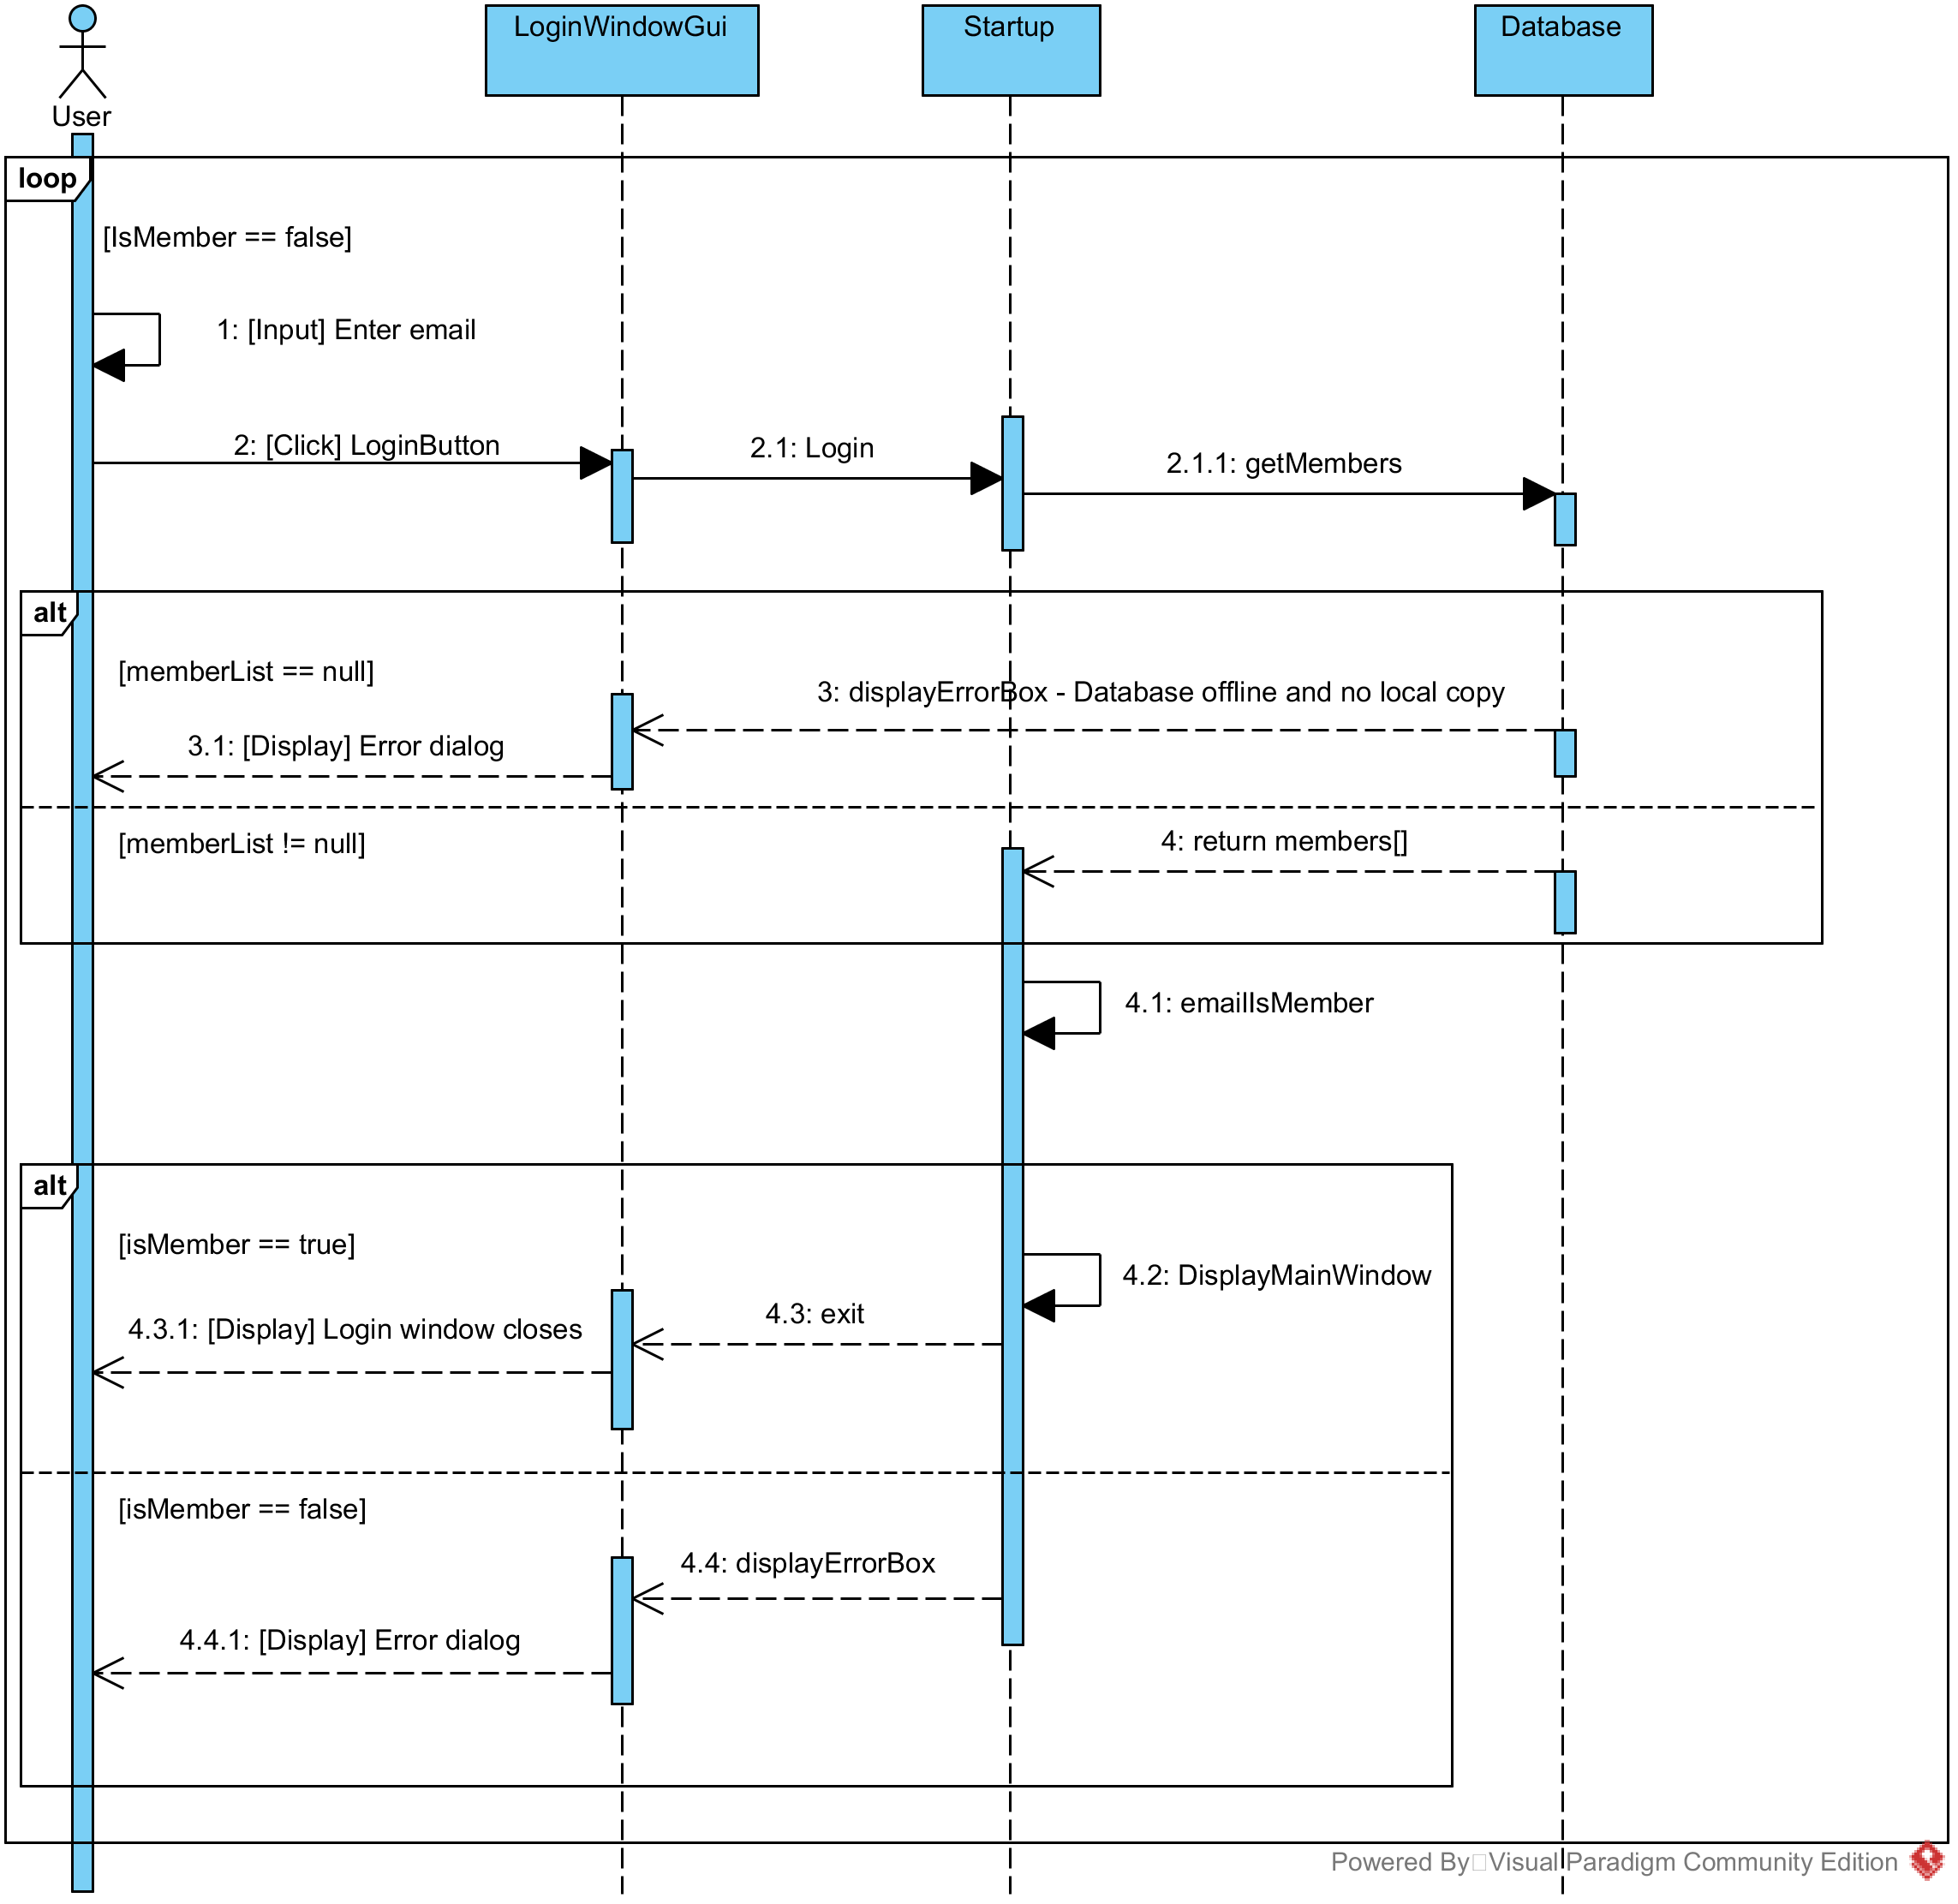 LoginWindowGui
Startup
Database
User
loop
[IsMember == false]
1: [Input] Enter email
2: [Click] LoginButton
2.1: Login
2.1.1: getMembers
alt
[memberList == null]
3: displayErrorBox - Database offline and no local copy
3.1: [Display] Error dialog
[memberList != null]
4: return members[]
4.1: emailIsMember
alt
[isMember == true]
4.2: DisplayMainWindow
4.3: exit
4.3.1: [Display] Login window closes
[isMember == false]
4.4: displayErrorBox
4.4.1: [Display] Error dialog
Powered By Visual Paradigm Community Edition